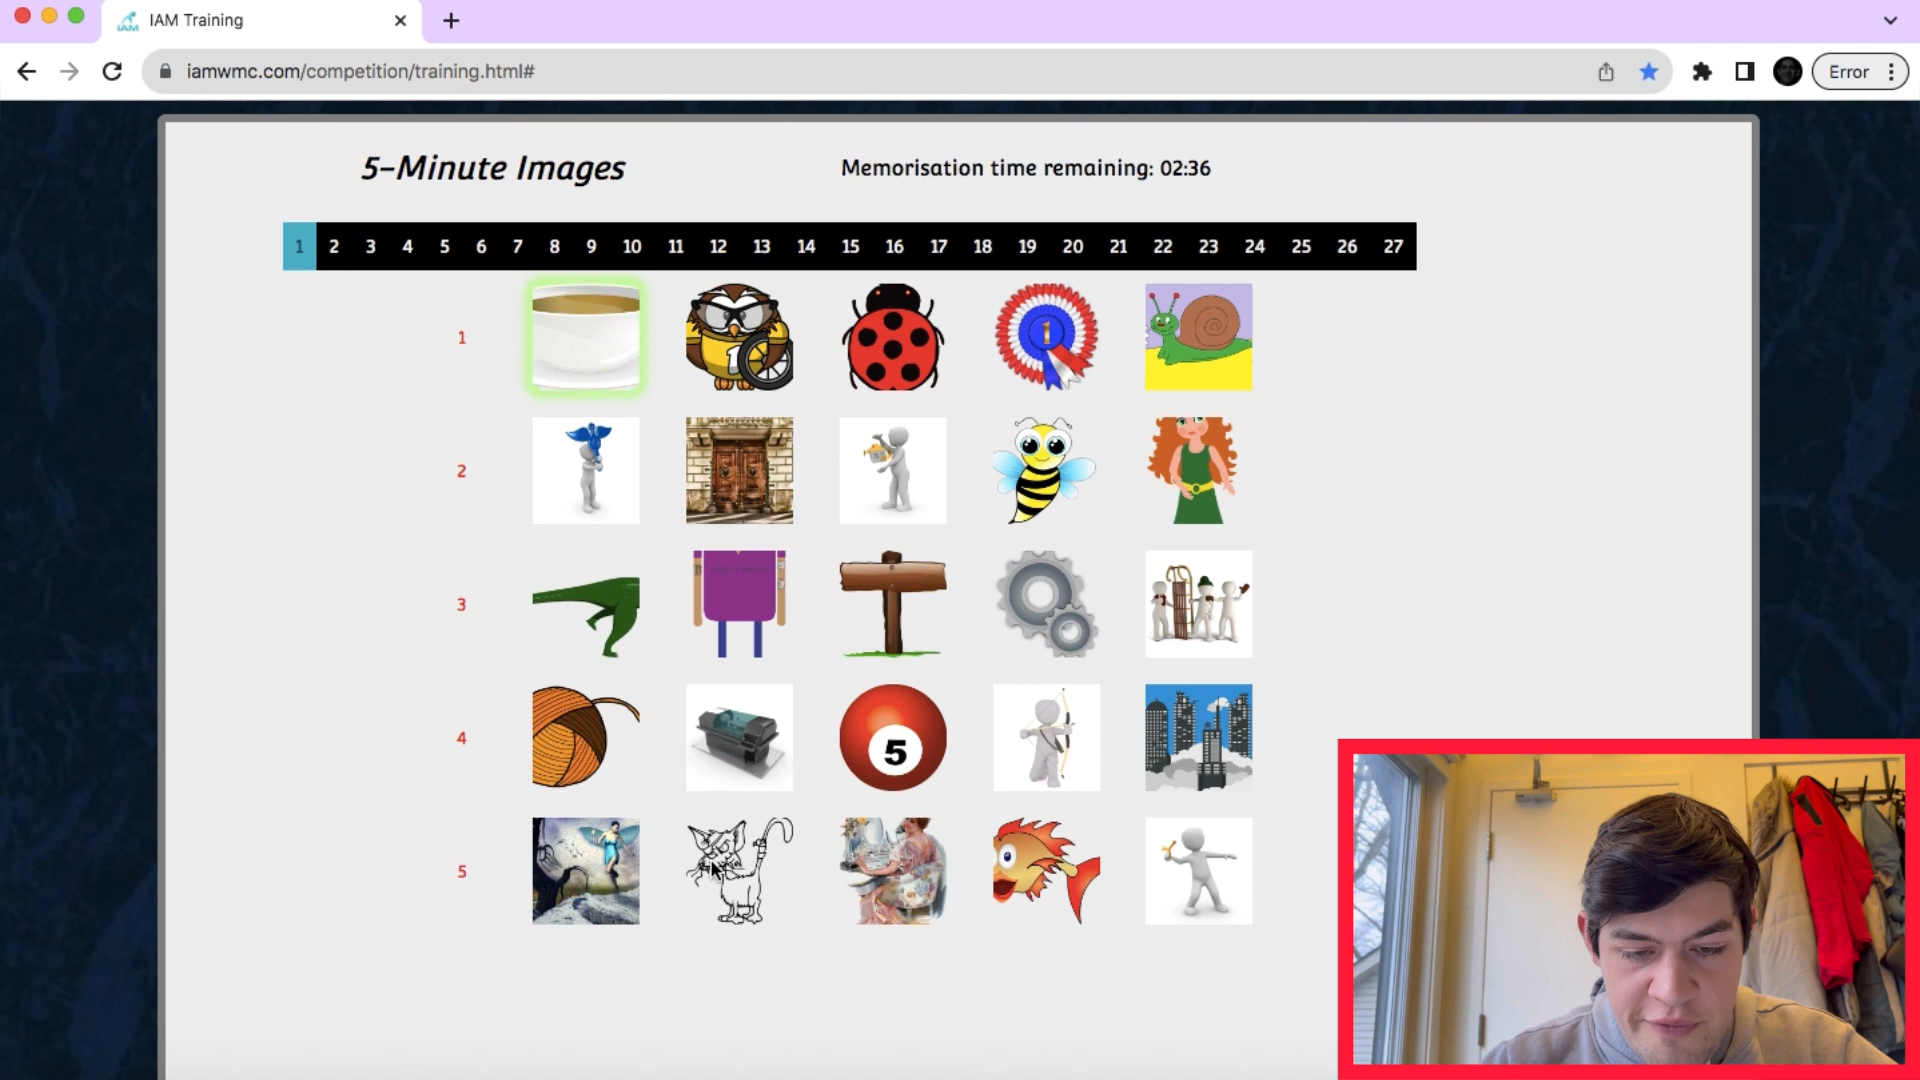 IAM Training
iamwmc.com/competition/training.html#
Error
5-Minute Images
Memorisation time remaining: 02:36
1 2 3 4 5 6 7 8 9 10 11 12 13 14 15 16 17 18 19 20 21 22 23 24 25 26 27
1
1
1
2
3
4
5
5